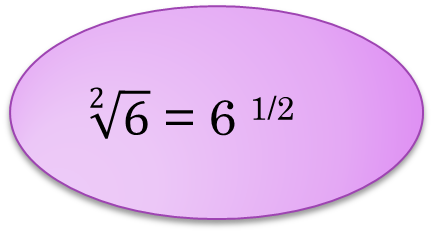 ²√6 = 6 ¹/²